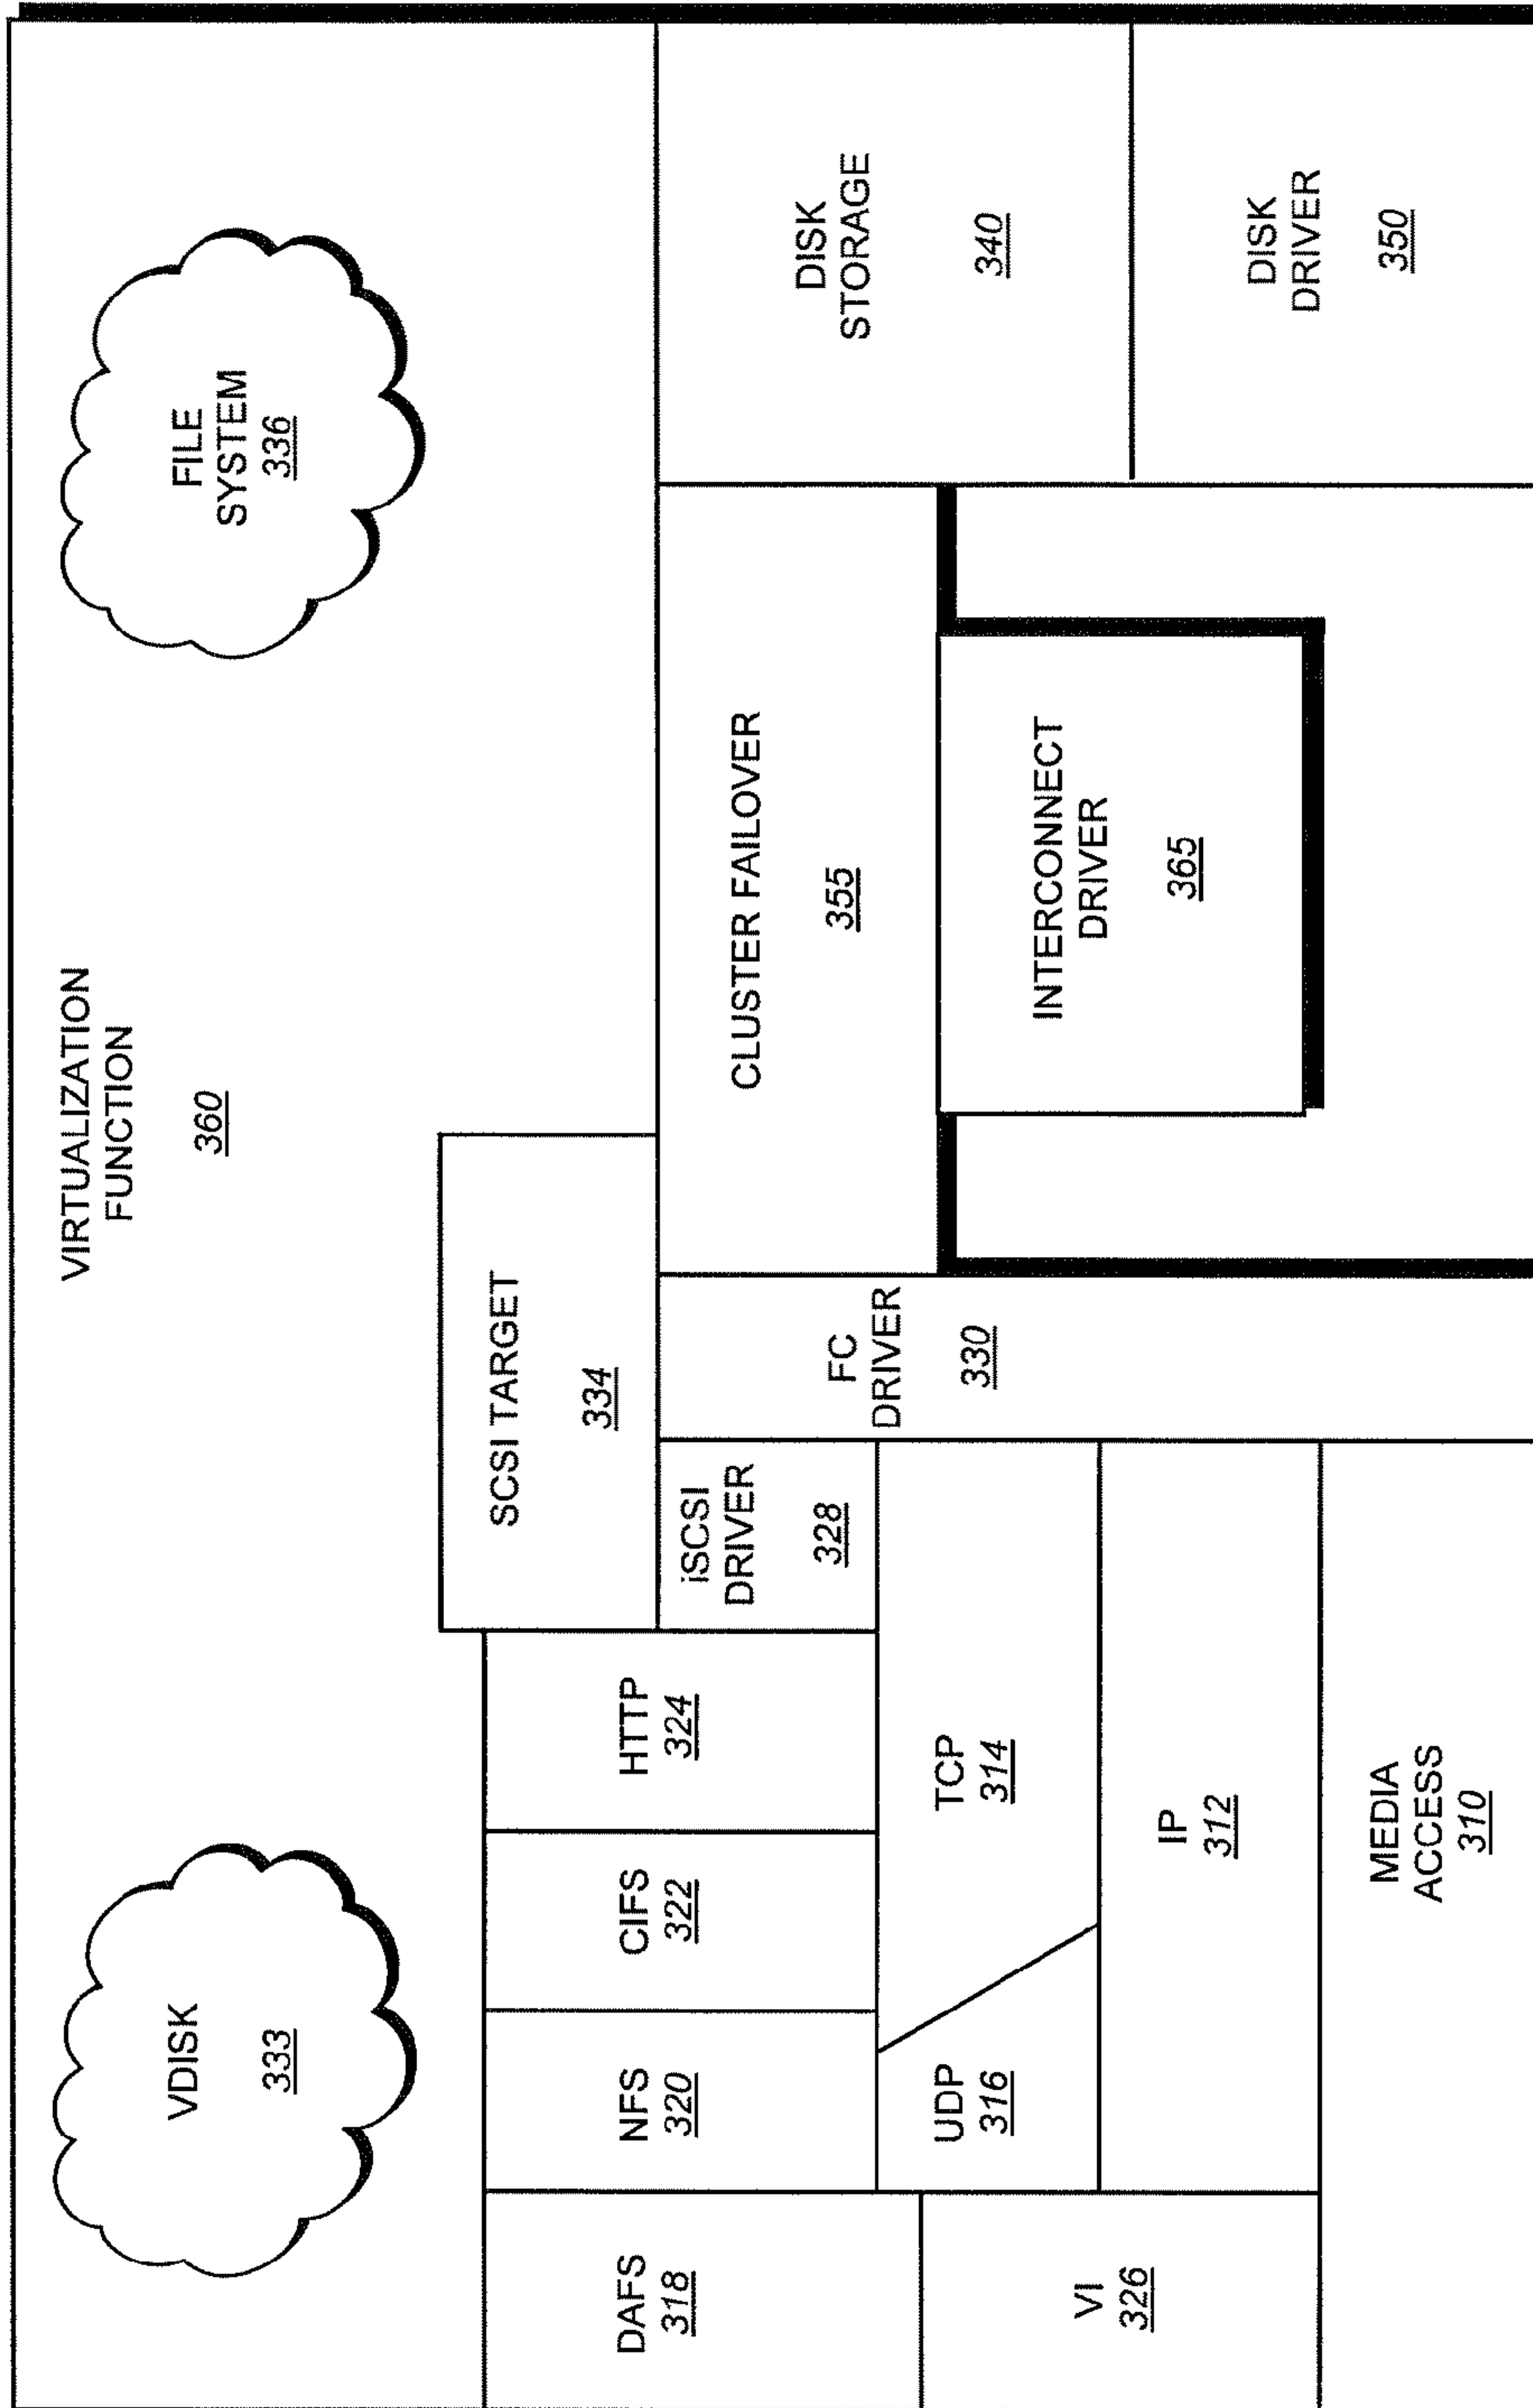 VIRTUALIZATION
FUNCTION
360
VDISK
333
FILE
SYSTEM
336
SCSI TARGET
334
DAFS
318
NFS
320
CIFS
322
HTTP
324
iSCSI
DRIVER
328
FC
DRIVER
330
CLUSTER FAILOVER
355
DISK
STORAGE
340
VI
326
UDP
316
TCP
314
INTERCONNECT
DRIVER
365
IP
312
DISK
DRIVER
350
MEDIA
ACCESS
310